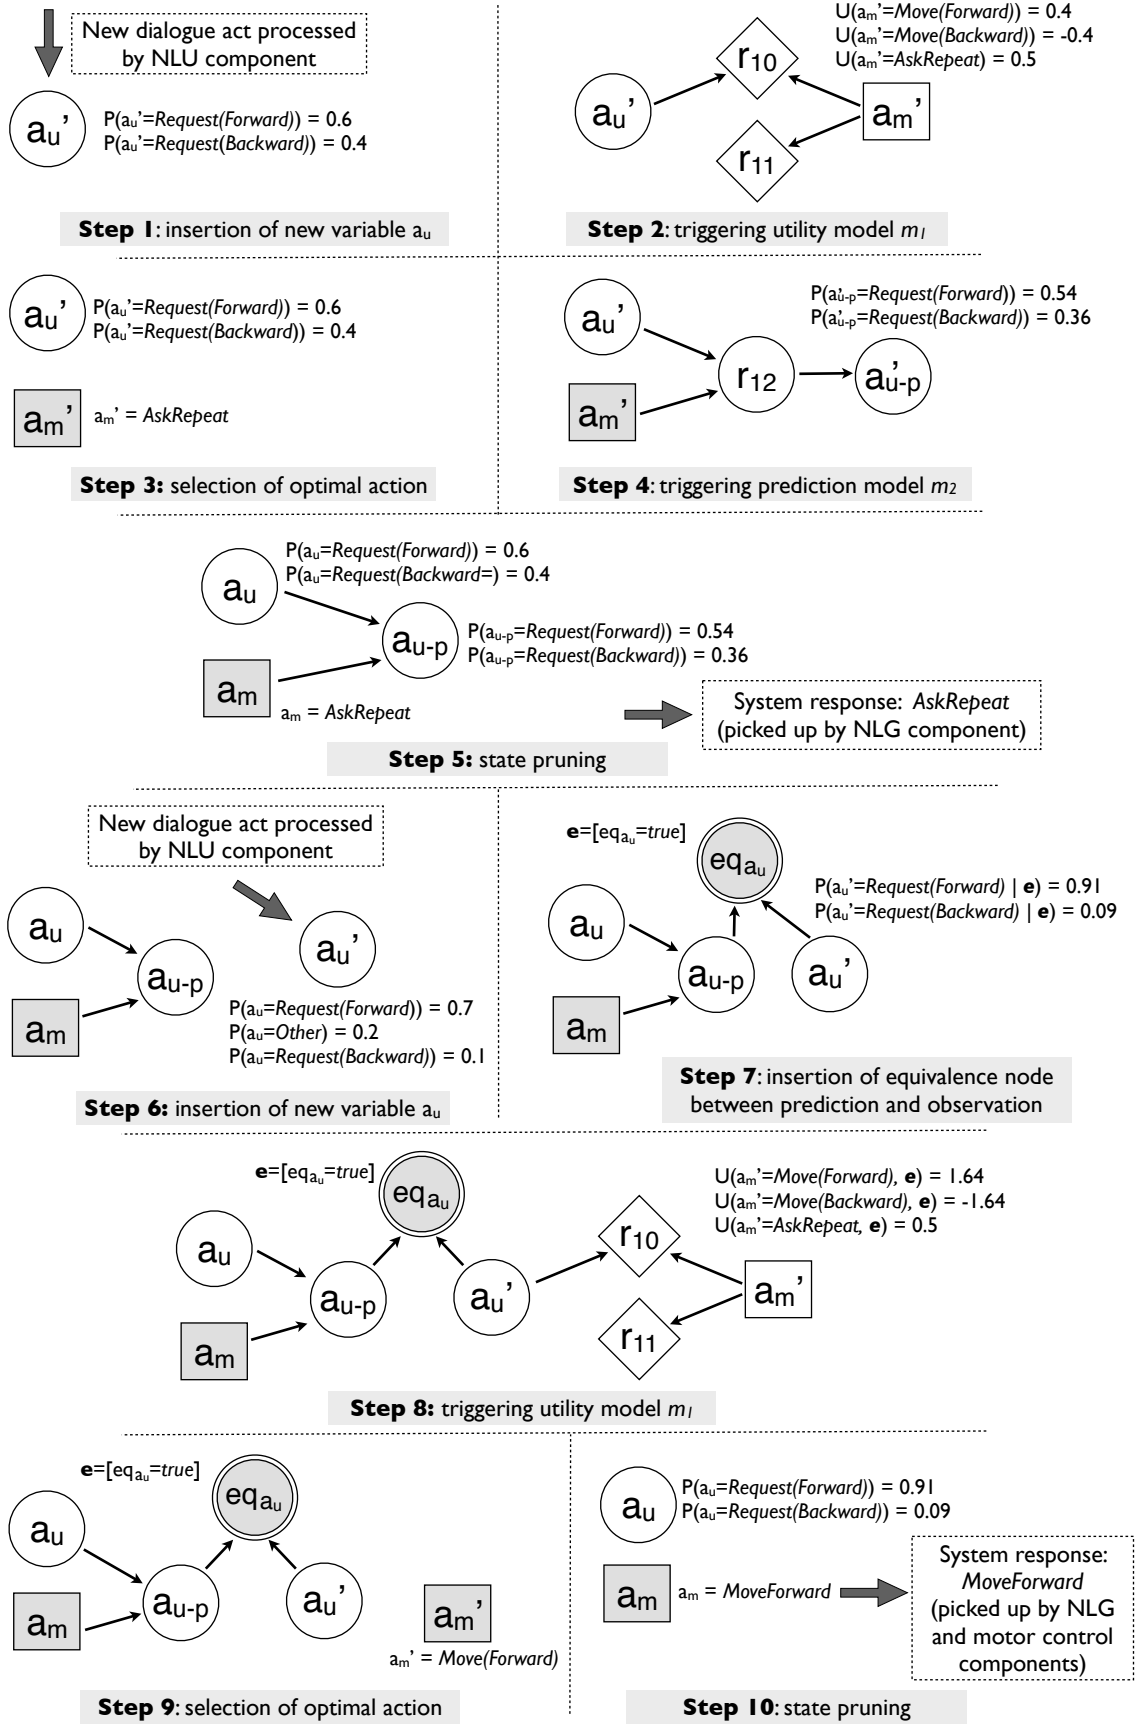 New dialogue act processed
by NLU component
a_u'
P(a_u'=Request(Forward)) = 0.6
P(a_u'=Request(Backward)) = 0.4
Step 1: insertion of new variable a_u
U(a_m'=Move(Forward)) = 0.4
U(a_m'=Move(Backward)) = -0.4
U(a_m'=AskRepeat) = 0.5
r_10
a_u'
a_m'
r_11
Step 2: triggering utility model m_1
a_u'
P(a_u'=Request(Forward)) = 0.6
P(a_u'=Request(Backward)) = 0.4
a_m'
a_m' = AskRepeat
Step 3: selection of optimal action
P(a'_u-p=Request(Forward)) = 0.54
P(a'_u-p=Request(Backward)) = 0.36
a_u'
r_12
a'_u-p
a_m'
Step 4: triggering prediction model m_2
P(a_u=Request(Forward)) = 0.6
P(a_u=Request(Backward=) = 0.4
a_u
a_u-p
P(a_u-p=Request(Forward)) = 0.54
P(a_u-p=Request(Backward)) = 0.36
a_m
a_m = AskRepeat
System response: AskRepeat
(picked up by NLG component)
Step 5: state pruning
New dialogue act processed
by NLU component
a_u
a_u'
a_u-p
a_m
P(a_u=Request(Forward)) = 0.7
P(a_u=Other) = 0.2
P(a_u=Request(Backward)) = 0.1
Step 6: insertion of new variable a_u
e=[eq_a_u=true]
eq_a_u
P(a_u'=Request(Forward) | e) = 0.91
P(a_u'=Request(Backward) | e) = 0.09
a_u
a_u-p
a_u'
a_m
Step 7: insertion of equivalence node
between prediction and observation
e=[eq_a_u=true]
eq_a_u
U(a_m'=Move(Forward), e) = 1.64
U(a_m'=Move(Backward), e) = -1.64
U(a_m'=AskRepeat, e) = 0.5
a_u
r_10
a_u-p
a_u'
a_m'
a_m
r_11
Step 8: triggering utility model m_1
e=[eq_a_u=true]
eq_a_u
a_u
a_u-p
a_u'
a_m
a_m'
a_m' = Move(Forward)
Step 9: selection of optimal action
a_u
P(a_u=Request(Forward)) = 0.91
P(a_u=Request(Backward)) = 0.09
a_m
a_m = MoveForward
System response:
MoveForward
(picked up by NLG
and motor control
components)
Step 10: state pruning